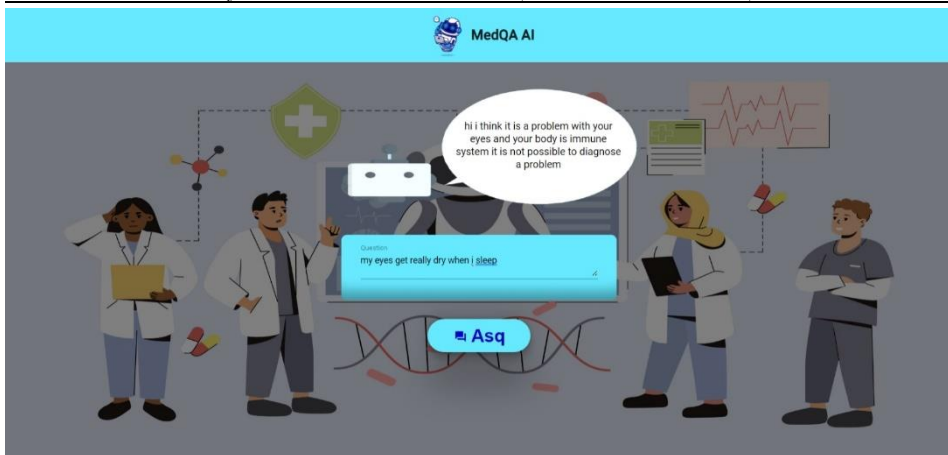 MedQA AI
hi i think it is a problem with your
eyes and your body is immune
system it is not possible to diagnose
a problem
Question
my eyes get really dry when i sleep
Asq